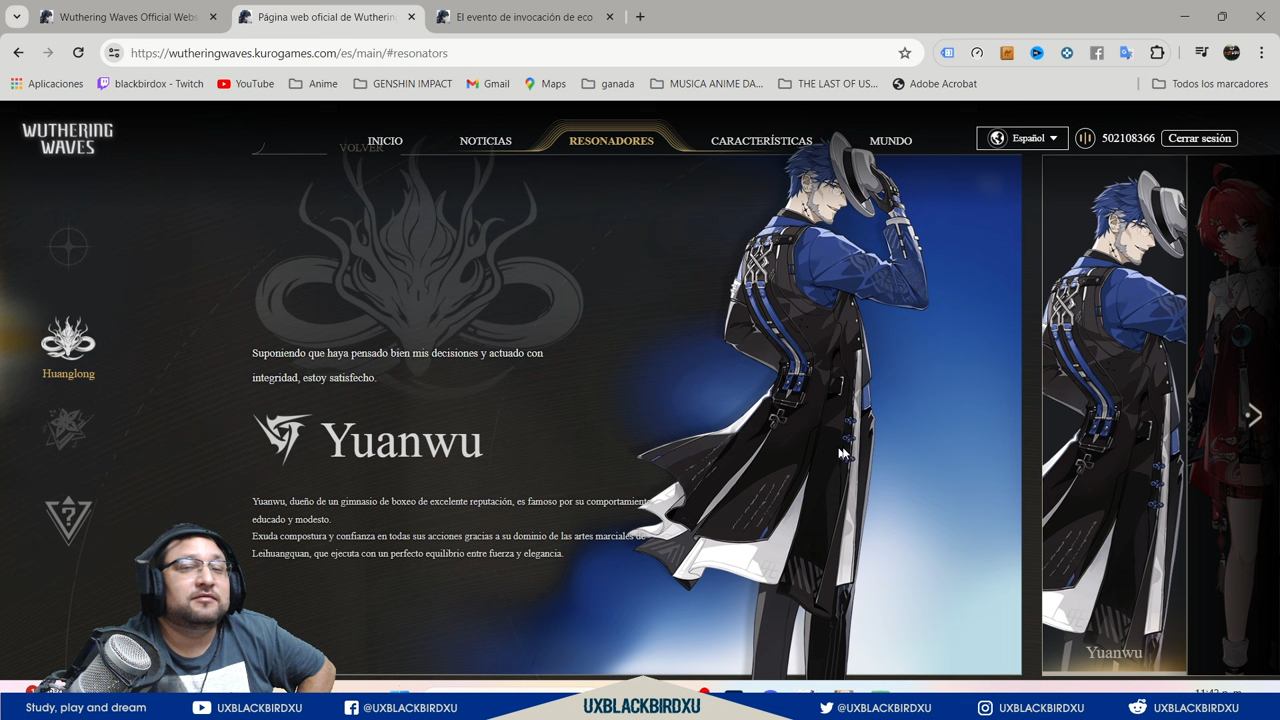 Wuthering Waves Official Webs
Página web oficial de Wuthering
El evento de invocación de eco
https://wutheringwaves.kurogames.com/es/main/#resonators
Aplicaciones
blackbirdox - Twitch
YouTube
Anime
GENSHIN IMPACT
Gmail
Maps
ganada
MUSICA ANIME DA...
THE LAST OF US...
Adobe Acrobat
Todos los marcadores
WUTHERING
WAVES
VOLVER
INICIO
NOTICIAS
RESONADORES
CARACTERÍSTICAS
MUNDO
Español
502108366
Cerrar sesión
Huanglong
Suponiendo que haya pensado bien mis decisiones y actuado con
integridad, estoy satisfecho.
Yuanwu
Yuanwu, dueño de un gimnasio de boxeo de excelente reputación, es famoso por su comportamiento
educado y modesto.
Exuda compostura y confianza en todas sus acciones gracias a su dominio de las artes marciales de
Leihuangquan, que ejecuta con un perfecto equilibrio entre fuerza y elegancia.
Yuanwu
Study, play and dream
UXBLACKBIRDXU
@UXBLACKBIRDXU
UXBLACKBIRDXU
@UXBLACKBIRDXU
UXBLACKBIRDXU
UXBLACKBIRDXU